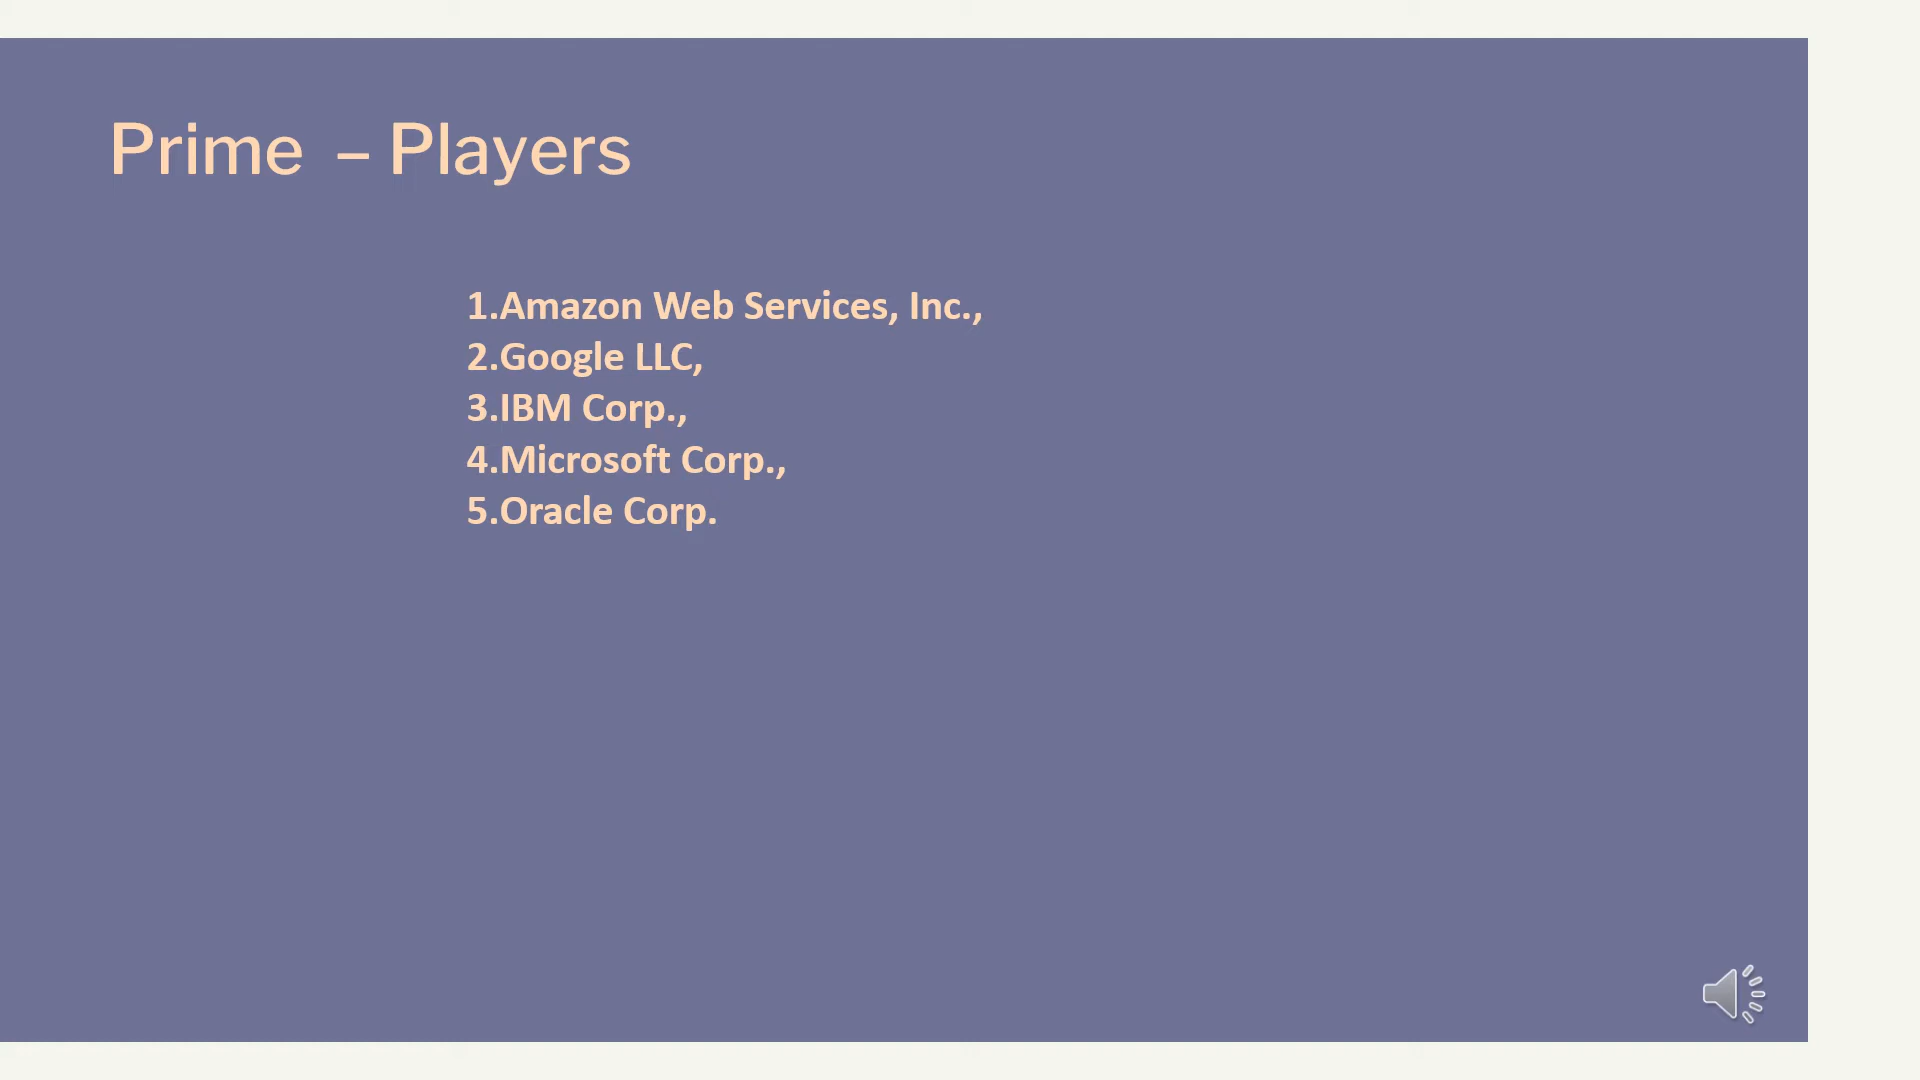 Prime – Players
1.Amazon Web Services, Inc.,
2.Google LLC,
3.IBM Corp.,
4.Microsoft Corp.,
5.Oracle Corp.